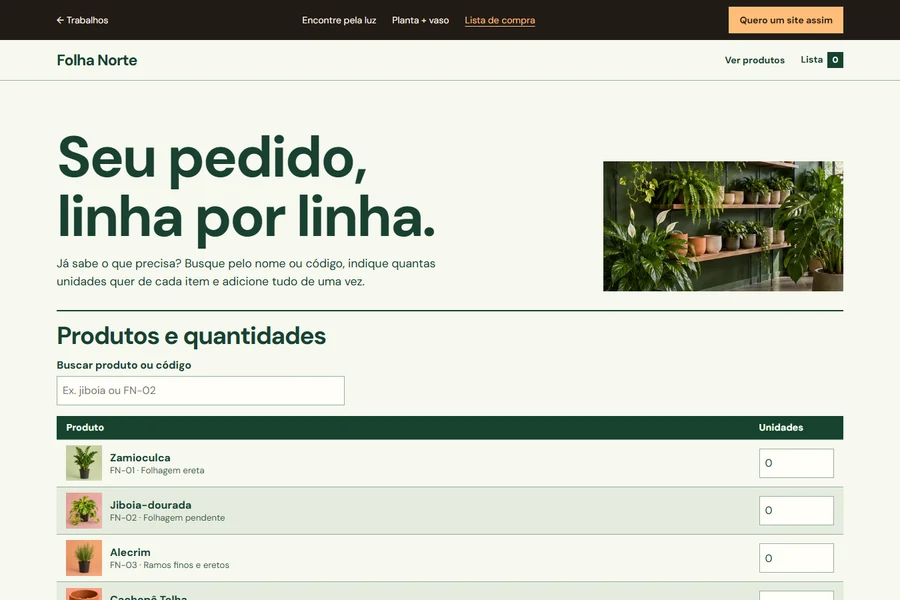 ← Trabalhos
Encontre pela luz
Planta + vaso
Lista de compra
Quero um site assim
Folha Norte
Ver produtos
Lista 0
Seu pedido,
linha por linha.
Já sabe o que precisa? Busque pelo nome ou código, indique quantas
unidades quer de cada item e adicione tudo de uma vez.
Produtos e quantidades
Buscar produto ou código
Ex. jiboia ou FN-02
Produto
Unidades
Zamioculca
FN-01 · Folhagem ereta
0
Jiboia-dourada
FN-02 · Folhagem pendente
0
Alecrim
FN-03 · Ramos finos e eretos
0